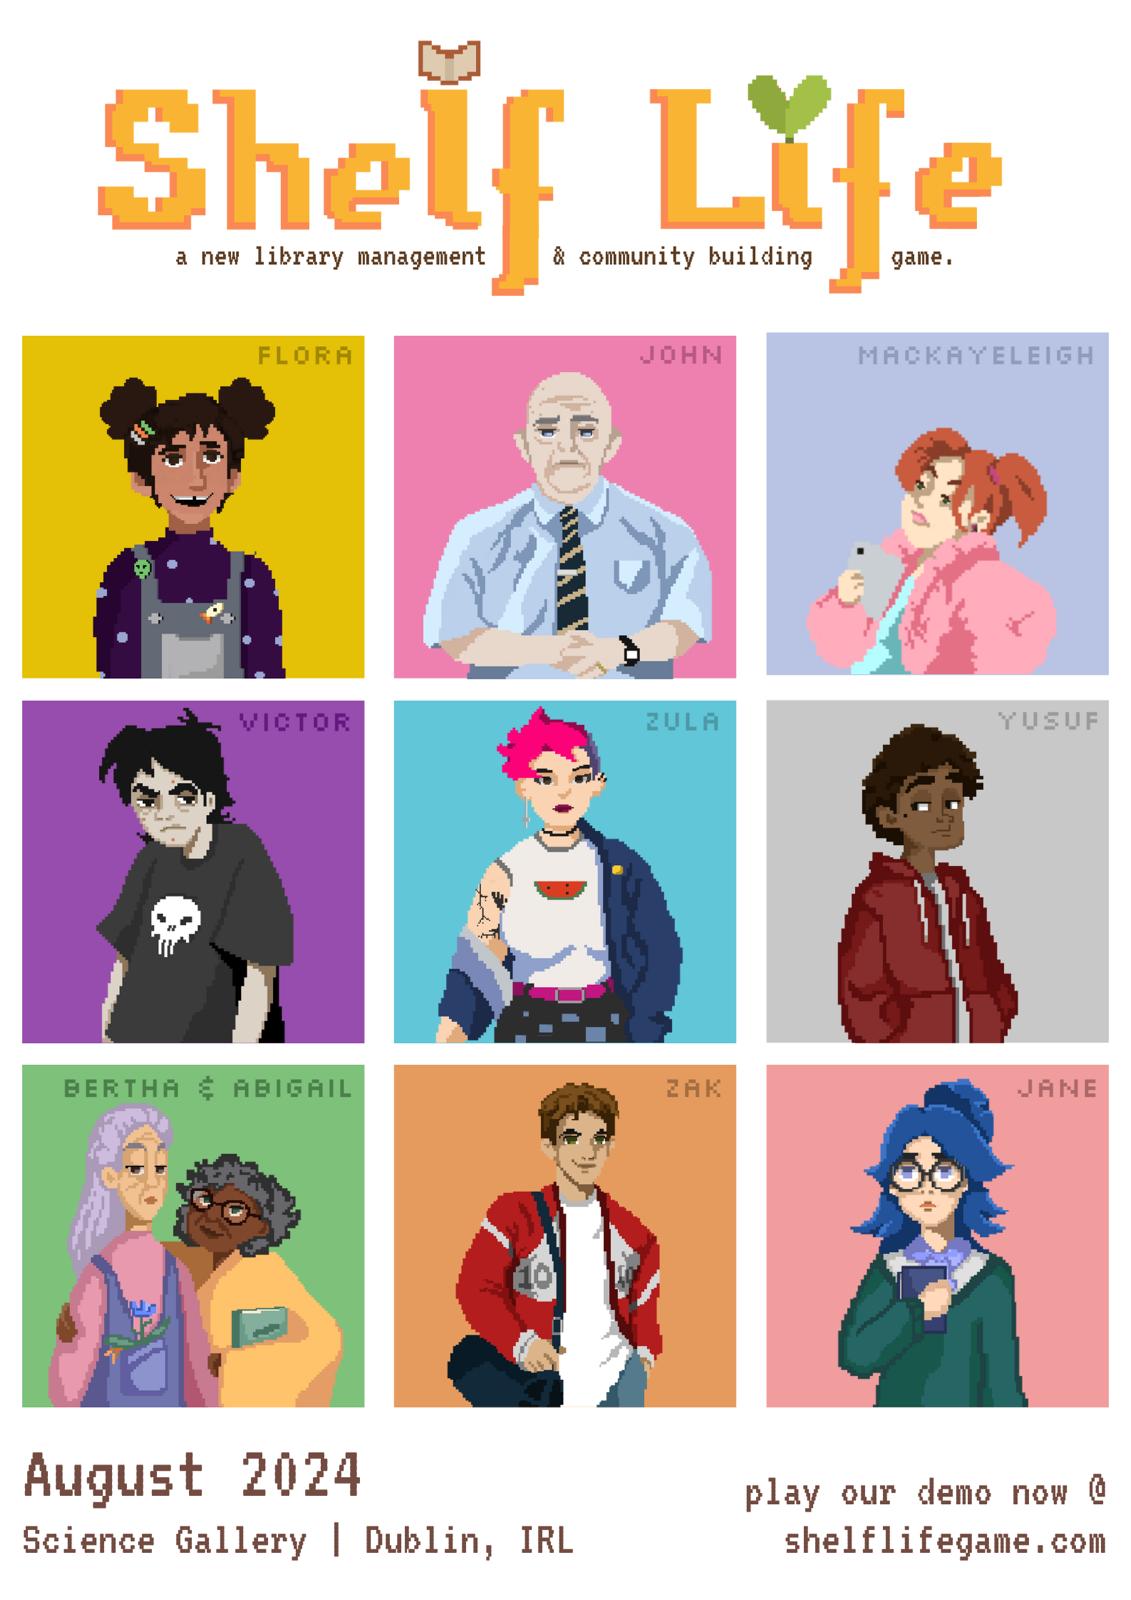 Shelf Life
a new library management & community building game.
FLORA
JOHN
MACKAYELEIGH
VICTOR
ZULA
YUSUF
BERTHA & ABIGAIL
ZAK
10
JANE
August 2024
Science Gallery | Dublin, IRL
play our demo now @
shelflifegame.com